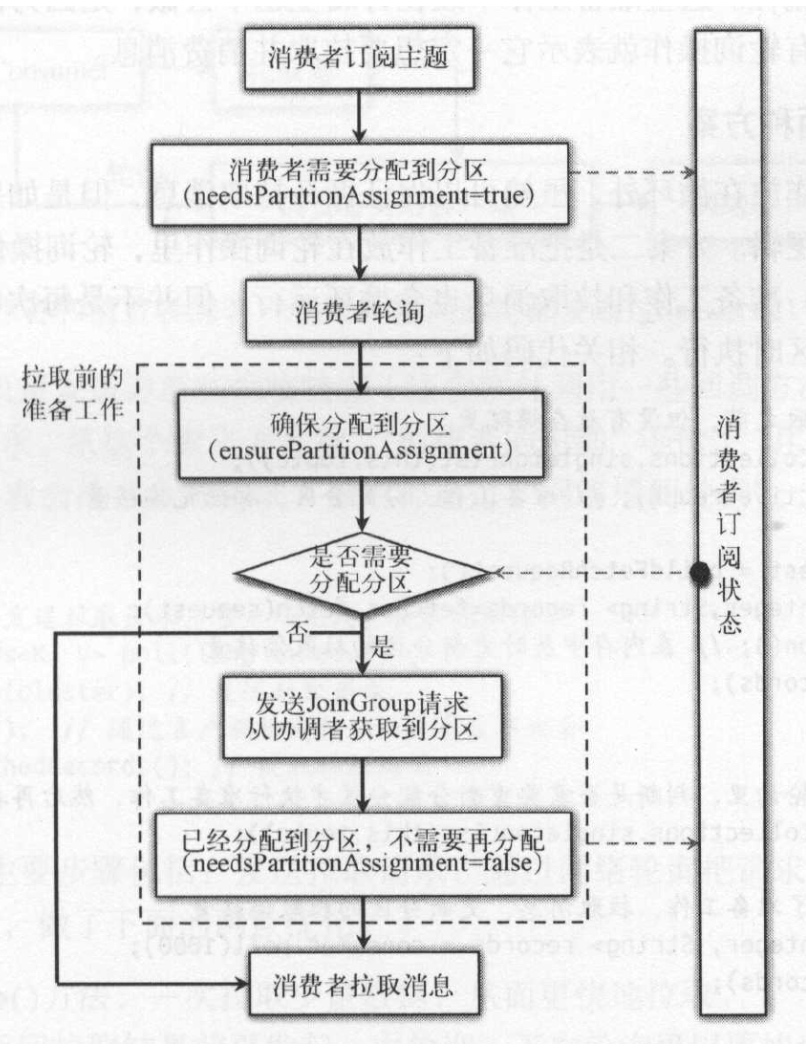 消费者订阅主题
消费者需要分配到分区
(needsPartitionAssignment=true)
消费者轮询
拉取前的
准备工作
确保分配到分区
(ensurePartitionAssignment)
是否需要
分配分区
否
是
发送JoinGroup请求
从协调者获取到分区
已经分配到分区，不需要再分配
(needsPartitionAssignment=false)
消费者拉取消息
消费者订阅状态